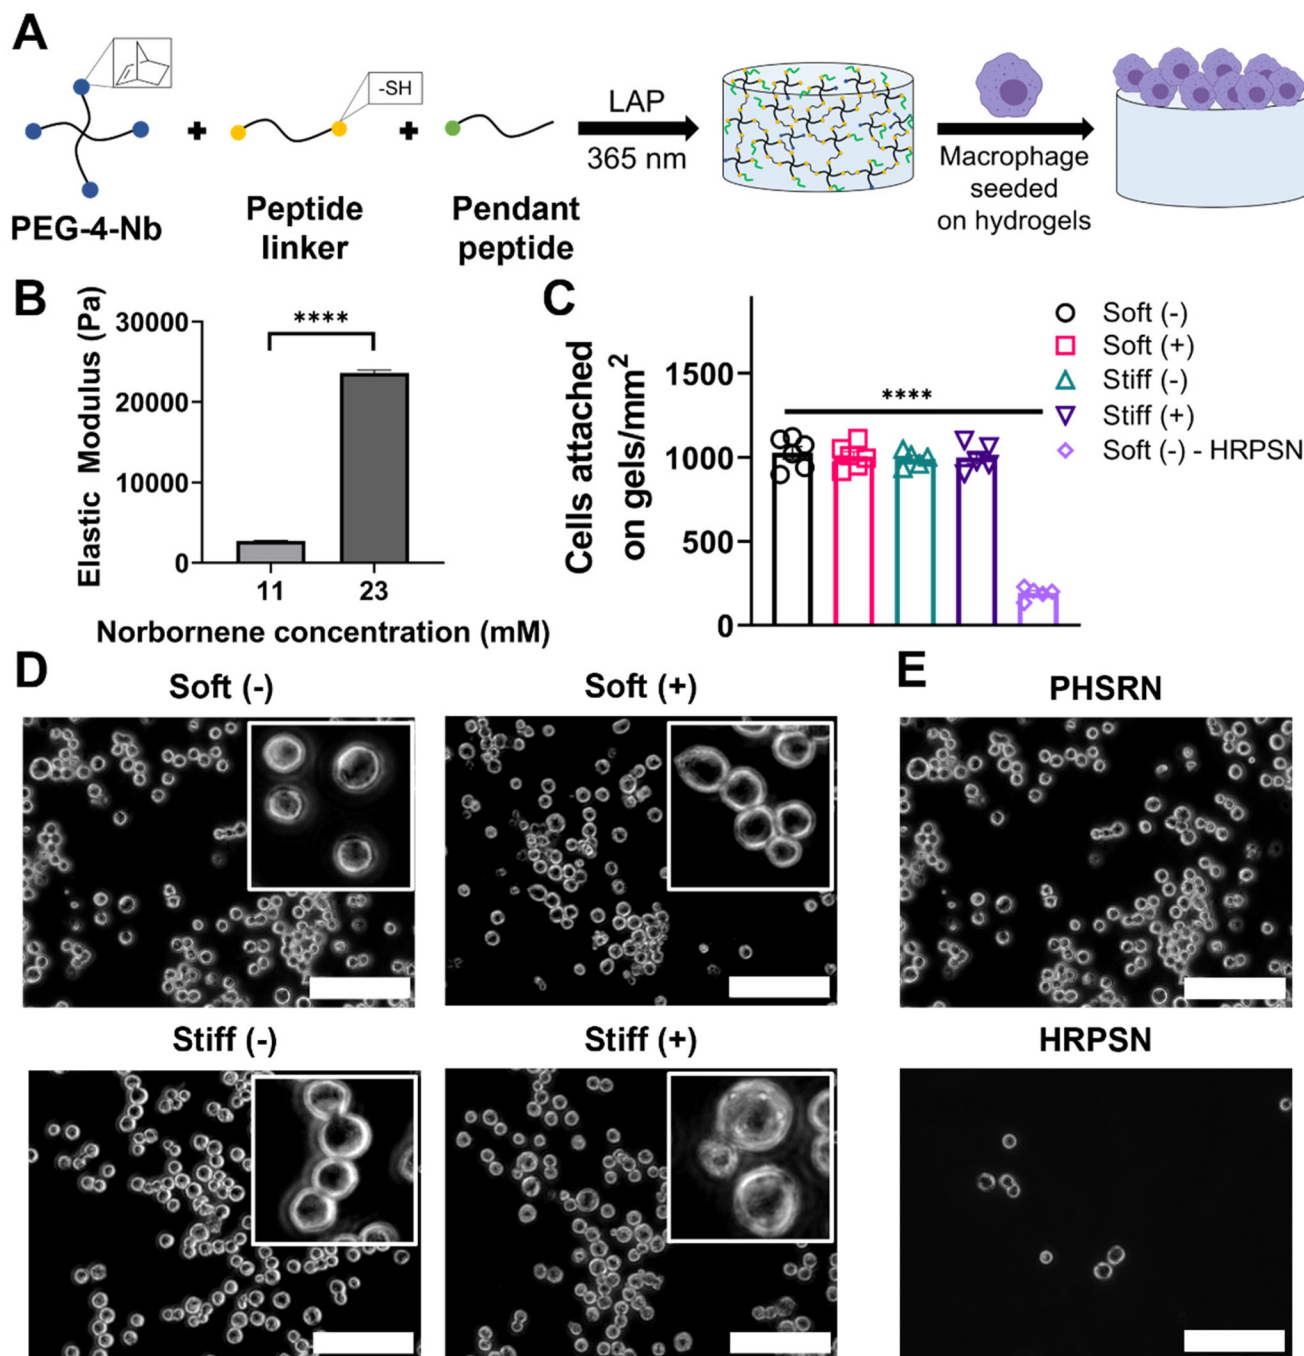 A
-SH
PEG-4-Nb
Peptide
linker
Pendant
peptide
LAP
365 nm
Macrophage
seeded
on hydrogels
B
Elastic Modulus (Pa)
30000
20000
10000
0
****
11
23
Norbornene concentration (mM)
C
Cells attached
on gels/mm2
1500
1000
500
0
****
Soft (-)
Soft (+)
Stiff (-)
Stiff (+)
Soft (-) - HRPSN
D
Soft (-)
Soft (+)
Stiff (-)
Stiff (+)
E
PHSRN
HRPSN